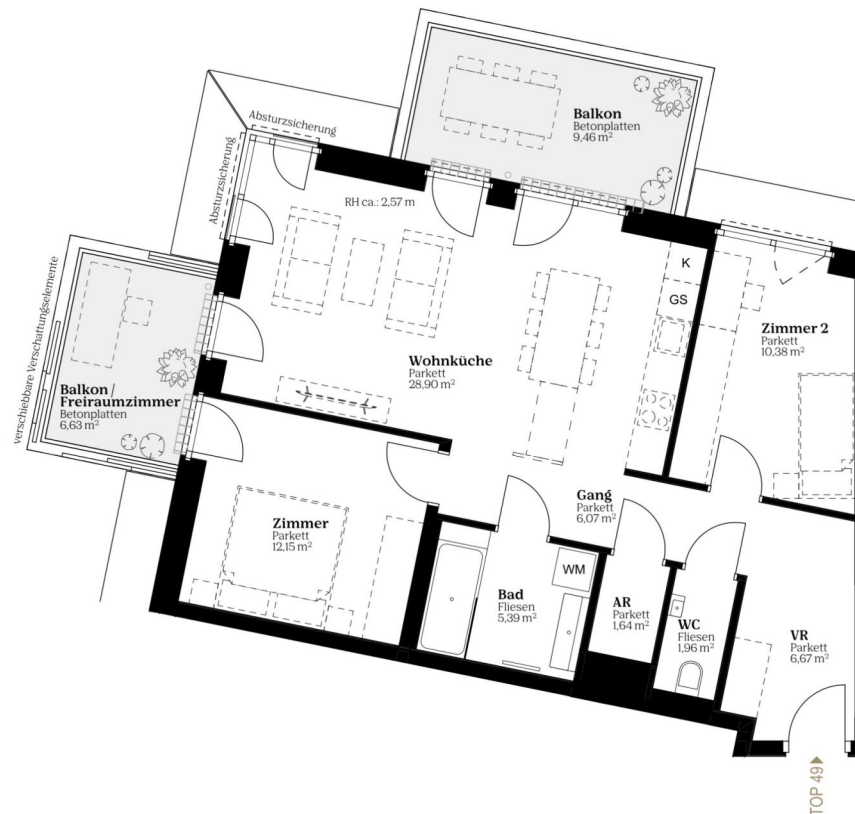 Balkon
Betonplatten
9,46 m²
Absturzsicherung
Absturzsicherung
RH ca.: 2,57 m
K
GS
Zimmer 2
Parkett
10,38 m²
verschiebbare Verschattungselemente
Balkon /
Freiraumzimmer
Betonplatten
6,63 m²
Wohnküche
Parkett
28,90 m²
Gang
Parkett
6,07 m²
Zimmer
Parkett
12,15 m²
Bad
Fliesen
5,39 m²
WM
AR
Parkett
1,64 m²
WC
Fliesen
1,96 m²
VR
Parkett
6,67 m²
TOP 49